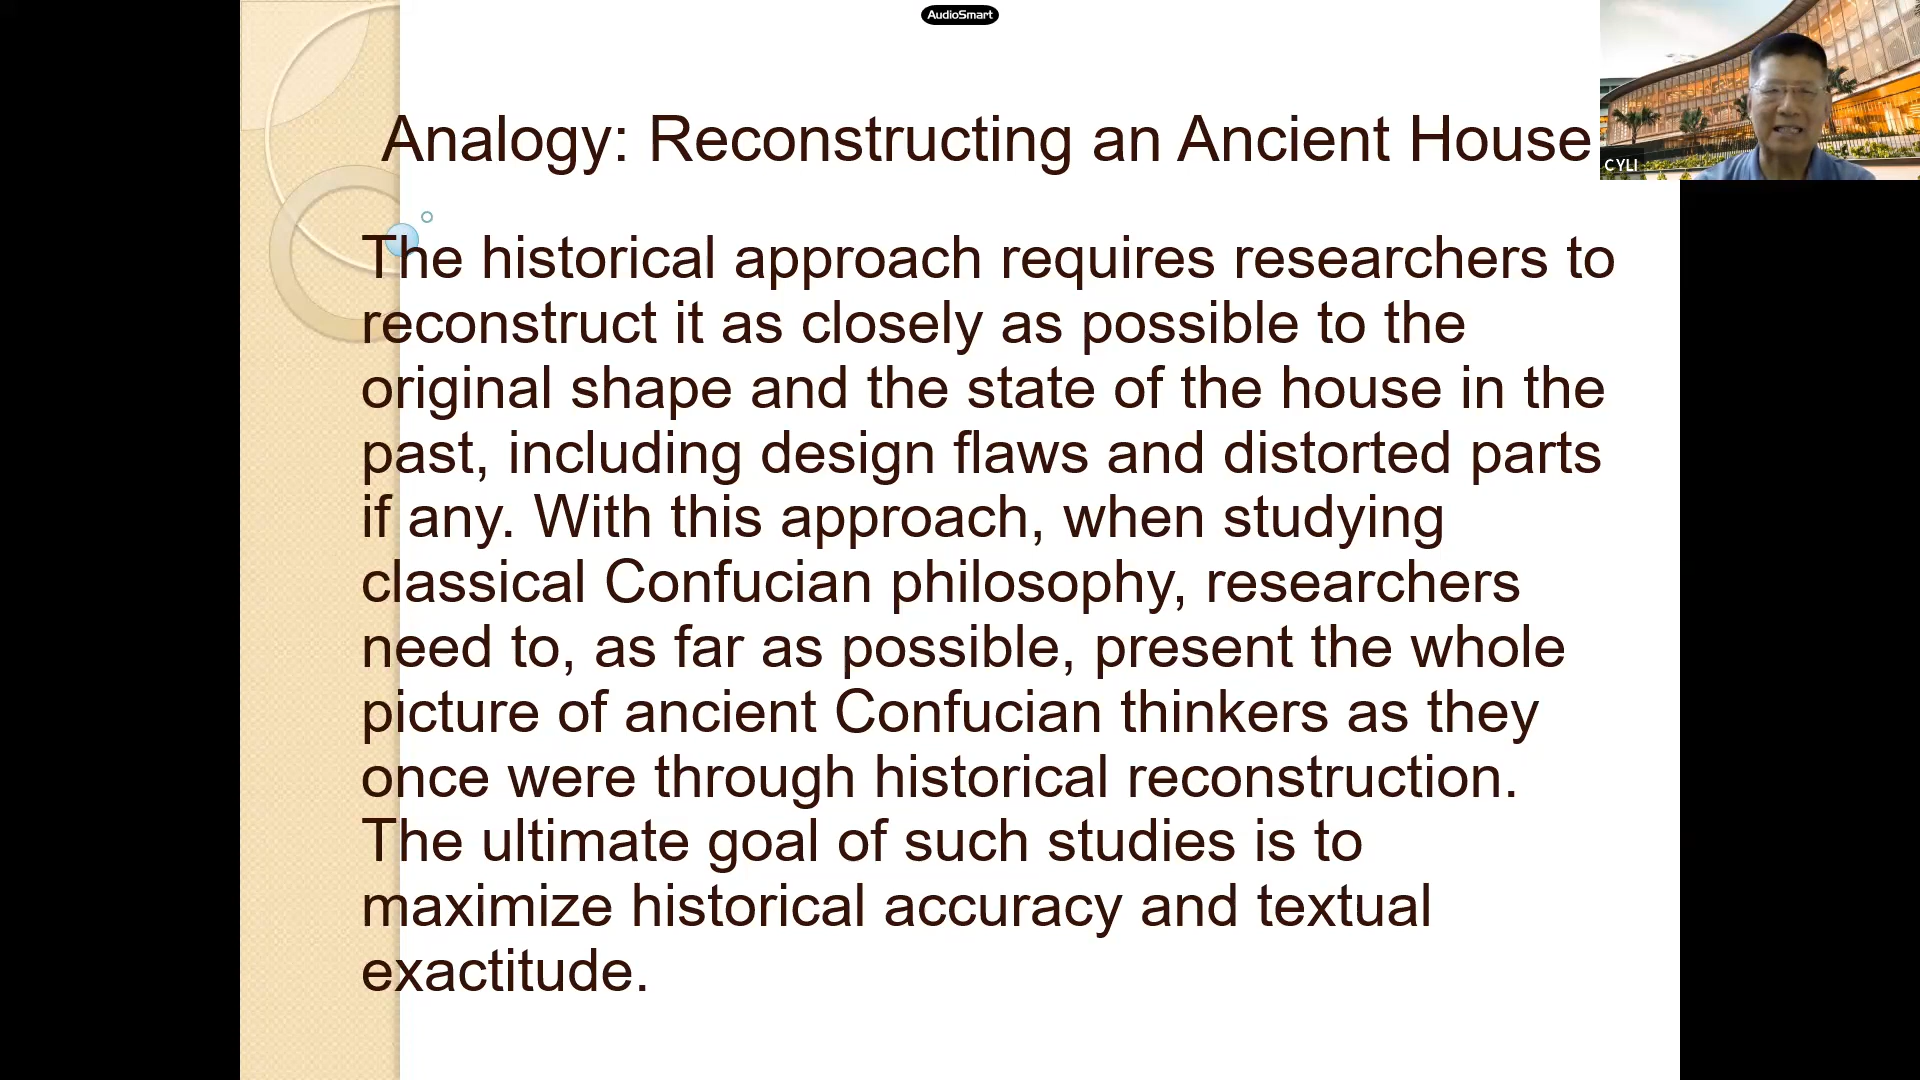 AudioSmart
Analogy: Reconstructing an Ancient House
CYLI
The historical approach requires researchers to
reconstruct it as closely as possible to the
original shape and the state of the house in the
past, including design flaws and distorted parts
if any. With this approach, when studying
classical Confucian philosophy, researchers
need to, as far as possible, present the whole
picture of ancient Confucian thinkers as they
once were through historical reconstruction.
The ultimate goal of such studies is to
maximize historical accuracy and textual
exactitude.